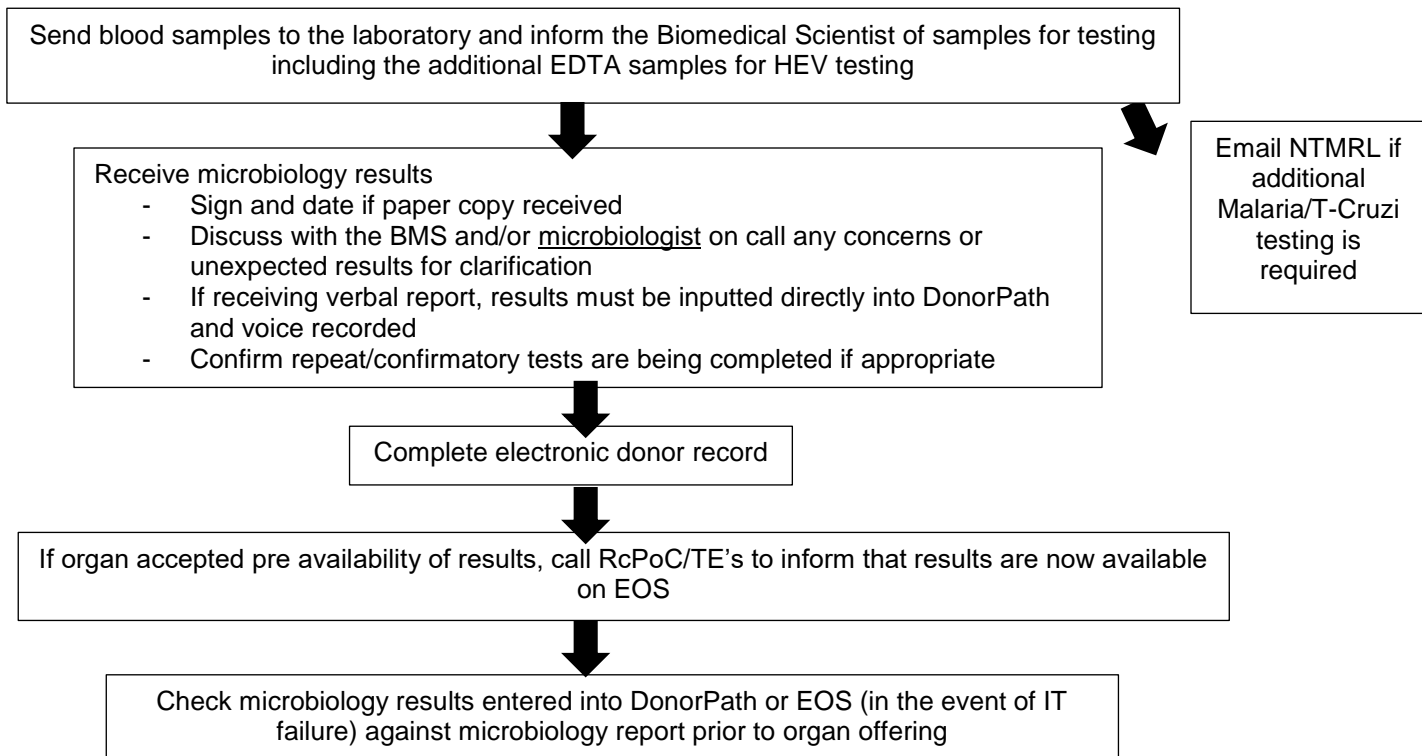 Send blood samples to the laboratory and inform the Biomedical Scientist of samples for testing
including the additional EDTA samples for HEV testing
Email NTMRL if
additional
Malaria/T-Cruzi
testing is
required
Receive microbiology results
- Sign and date if paper copy received
- Discuss with the BMS and/or microbiologist on call any concerns or
unexpected results for clarification
- If receiving verbal report, results must be inputted directly into DonorPath
and voice recorded
- Confirm repeat/confirmatory tests are being completed if appropriate
Complete electronic donor record
If organ accepted pre availability of results, call RcPoC/TE’s to inform that results are now available
on EOS
Check microbiology results entered into DonorPath or EOS (in the event of IT
failure) against microbiology report prior to organ offering